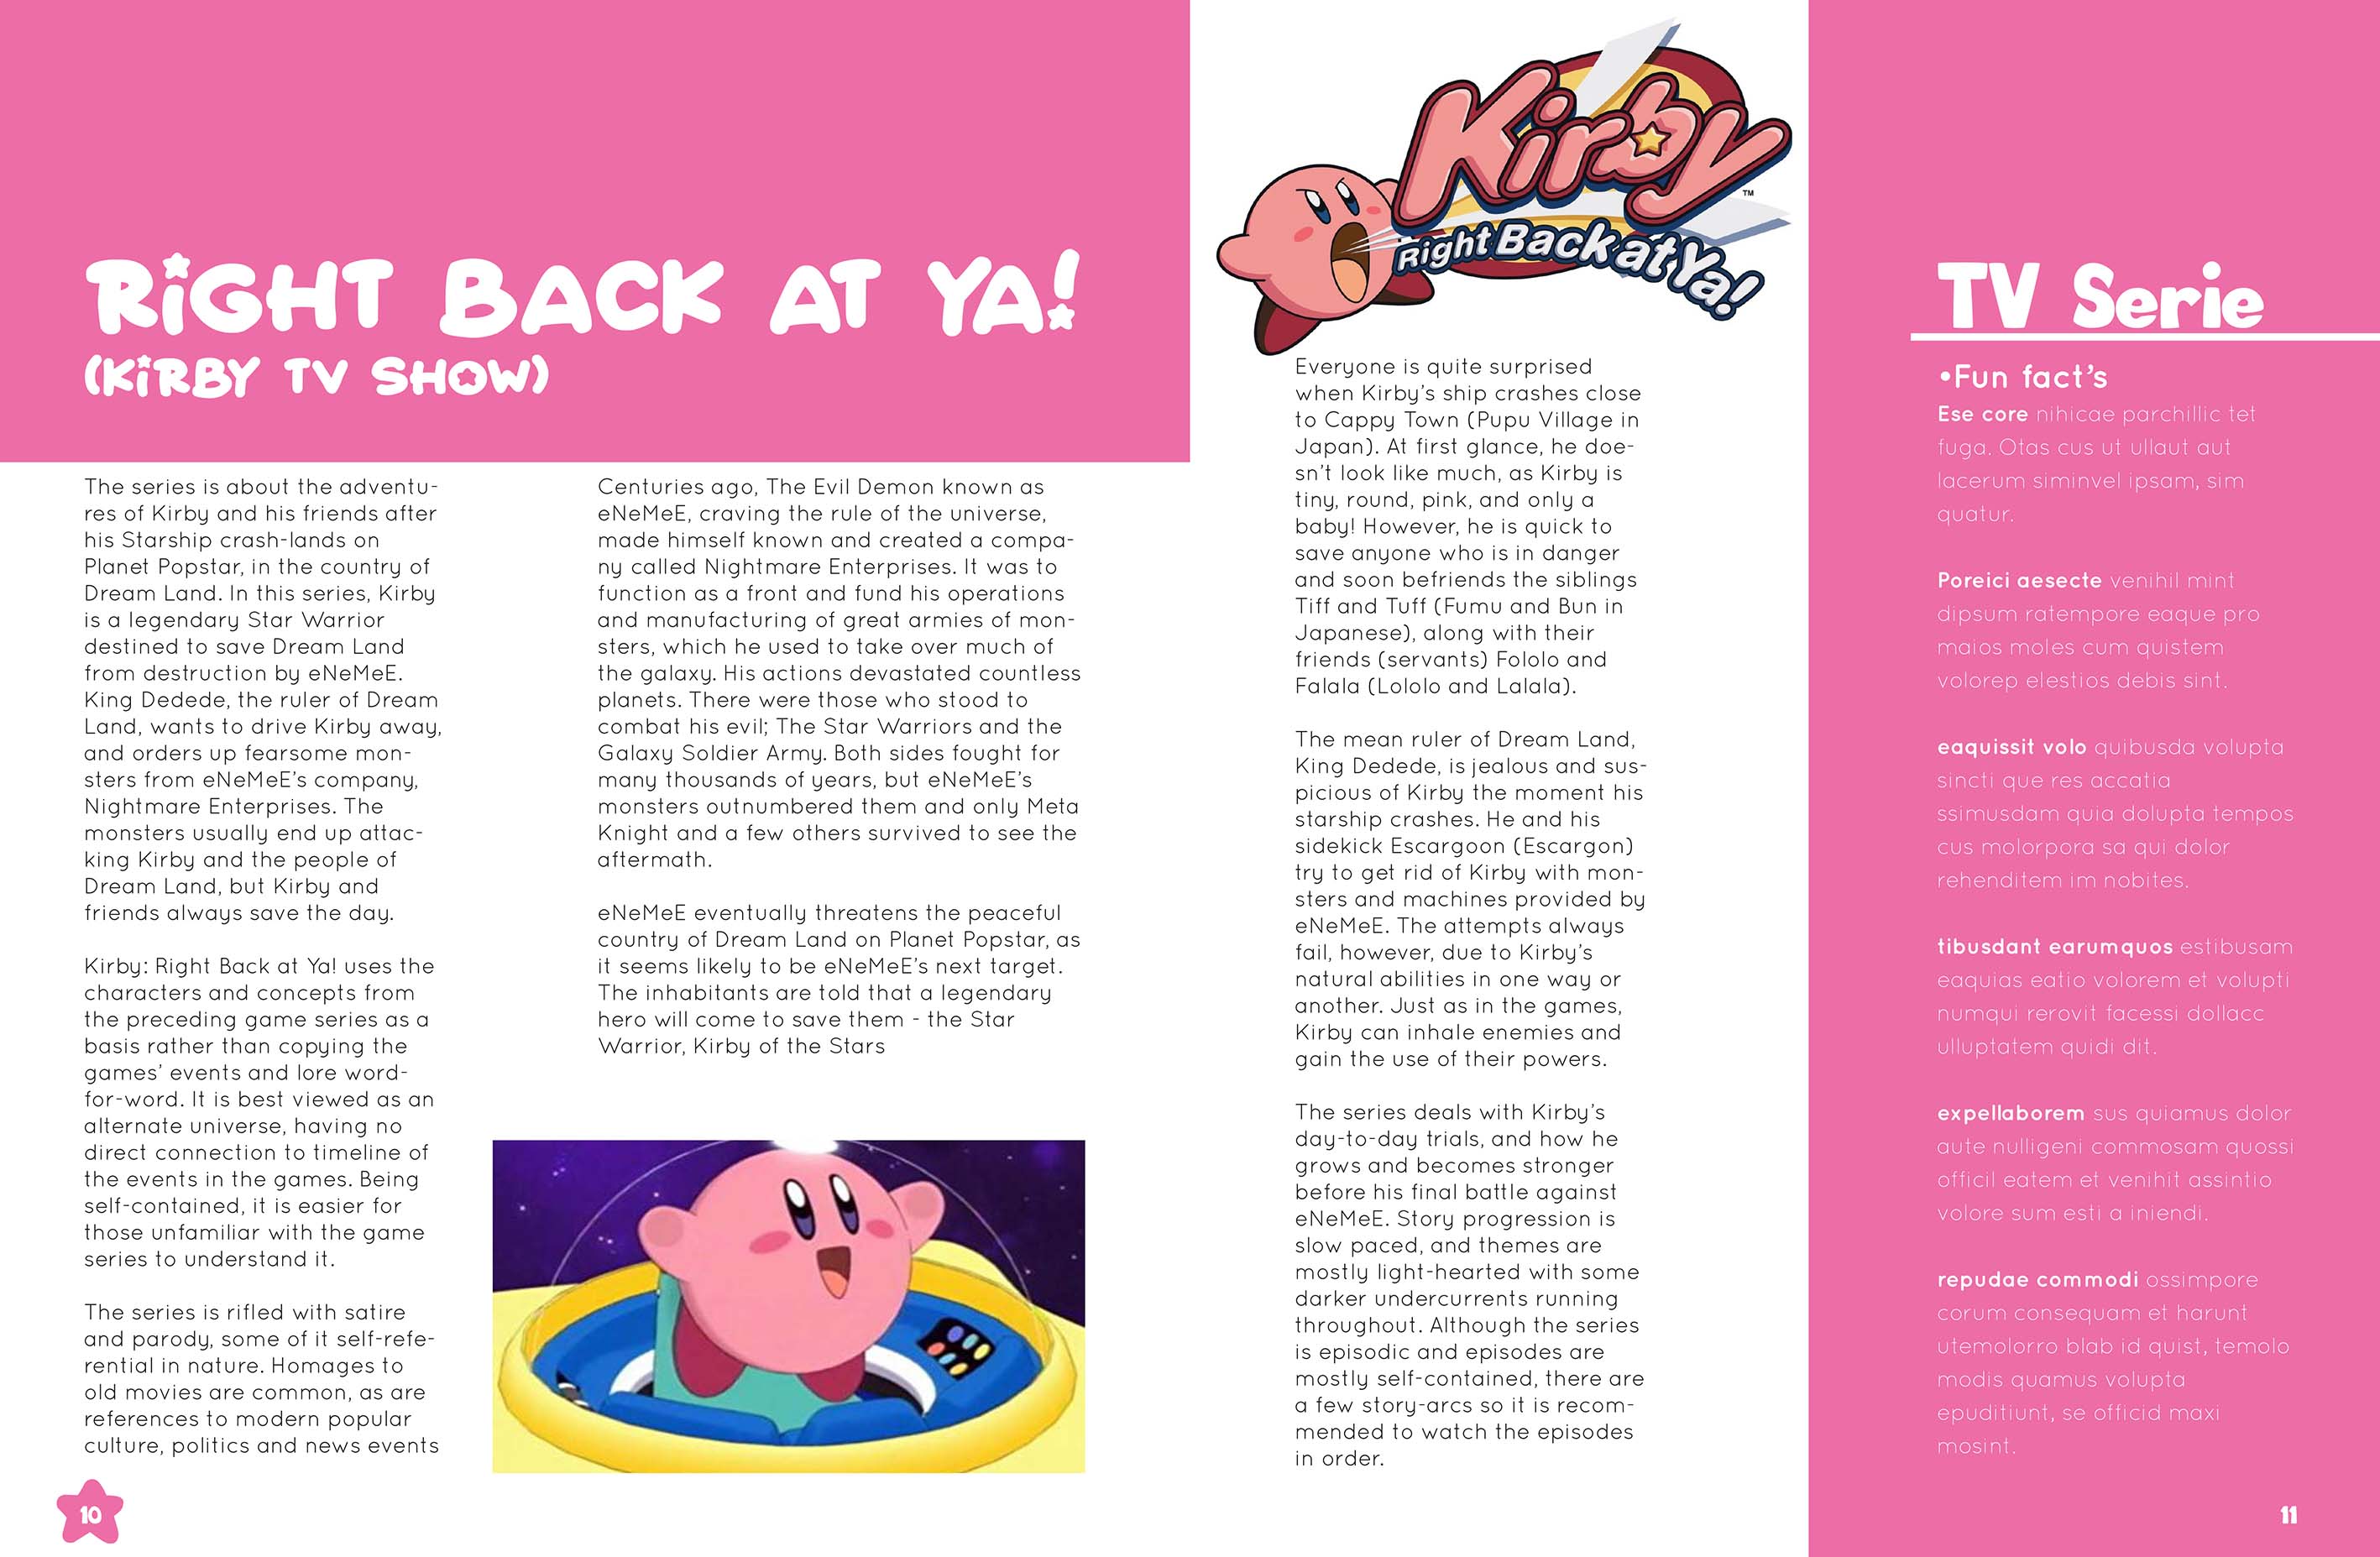 RiGHT BACK AT YA!
(KiRBY TV SHOW)
The series is about the adventu-
res of Kirby and his friends after
his Starship crash-lands on
Planet Popstar, in the country of
Dream Land. In this series, Kirby
is a legendary Star Warrior
destined to save Dream Land
from destruction by eNeMeE.
King Dedede, the ruler of Dream
Land, wants to drive Kirby away,
and orders up fearsome mon-
sters from eNeMeE's company,
Nightmare Enterprises. The
monsters usually end up attac-
king Kirby and the people of
Dream Land, but Kirby and
friends always save the day.
Kirby: Right Back at Ya! uses the
characters and concepts from
the preceding game series as a
basis rather than copying the
games' events and lore word-
for-word. It is best viewed as an
alternate universe, having no
direct connection to timeline of
the events in the games. Being
self-contained, it is easier for
those unfamiliar with the game
series to understand it.
The series is rifled with satire
and parody, some of it self-refe-
rential in nature. Homages to
old movies are common, as are
references to modern popular
culture, politics and news events
Centuries ago, The Evil Demon known as
eNeMeE, craving the rule of the universe,
made himself known and created a compa-
ny called Nightmare Enterprises. It was to
function as a front and fund his operations
and manufacturing of great armies of mon-
sters, which he used to take over much of
the galaxy. His actions devastated countless
planets. There were those who stood to
combat his evil; The Star Warriors and the
Galaxy Soldier Army. Both sides fought for
many thousands of years, but eNeMeE's
monsters outnumbered them and only Meta
Knight and a few others survived to see the
aftermath.
eNeMeE eventually threatens the peaceful
country of Dream Land on Planet Popstar, as
it seems likely to be eNeMeE's next target.
The inhabitants are told that a legendary
hero will come to save them - the Star
Warrior, Kirby of the Stars
10
Kirby
TM
Right Back at Ya!
Everyone is quite surprised
when Kirby's ship crashes close
to Cappy Town (Pupu Village in
Japan). At first glance, he doe-
sn't look like much, as Kirby is
tiny, round, pink, and only a
baby! However, he is quick to
save anyone who is in danger
and soon befriends the siblings
Tiff and Tuff (Fumu and Bun in
Japanese), along with their
friends (servants) Fololo and
Falala (Lololo and Lalala).
The mean ruler of Dream Land,
King Dedede, is jealous and sus-
picious of Kirby the moment his
starship crashes. He and his
sidekick Escargoon (Escargon)
try to get rid of Kirby with mon-
sters and machines provided by
eNeMeE. The attempts always
fail, however, due to Kirby's
natural abilities in one way or
another. Just as in the games,
Kirby can inhale enemies and
gain the use of their powers.
The series deals with Kirby's
day-to-day trials, and how he
grows and becomes stronger
before his final battle against
eNeMeE. Story progression is
slow paced, and themes are
mostly light-hearted with some
darker undercurrents running
throughout. Although the series
is episodic and episodes are
mostly self-contained, there are
a few story-arcs so it is recom-
mended to watch the episodes
in order.
TV Serie
•Fun fact's
Ese core nihicae parchillic tet
fuga. Otas cus ut ullaut aut
lacerum siminvel ipsam, sim
quatur.
Poreici aesecte venihil mint
dipsum ratempore eaque pro
maios moles cum quistem
volorep elestios debis sint.
eaquissit volo quibusda volupta
sincti que res accatia
ssimusdam quia dolupta tempos
cus molorpora sa qui dolor
rehenditem im nobites.
tibusdant earumquos estibusam
eaquias eatio volorem et volupti
numqui rerovit facessi dollacc
ulluptatem quidi dit.
expellaborem sus quiamus dolor
aute nulligeni commosam quossi
officil eatem et venihit assintio
volore sum esti a iniendi.
repudae commodi ossimpore
corum consequam et harunt
utemolorro blab id quist, temolo
modis quamus volupta
epuditiunt, se officid maxi
mosint.
11